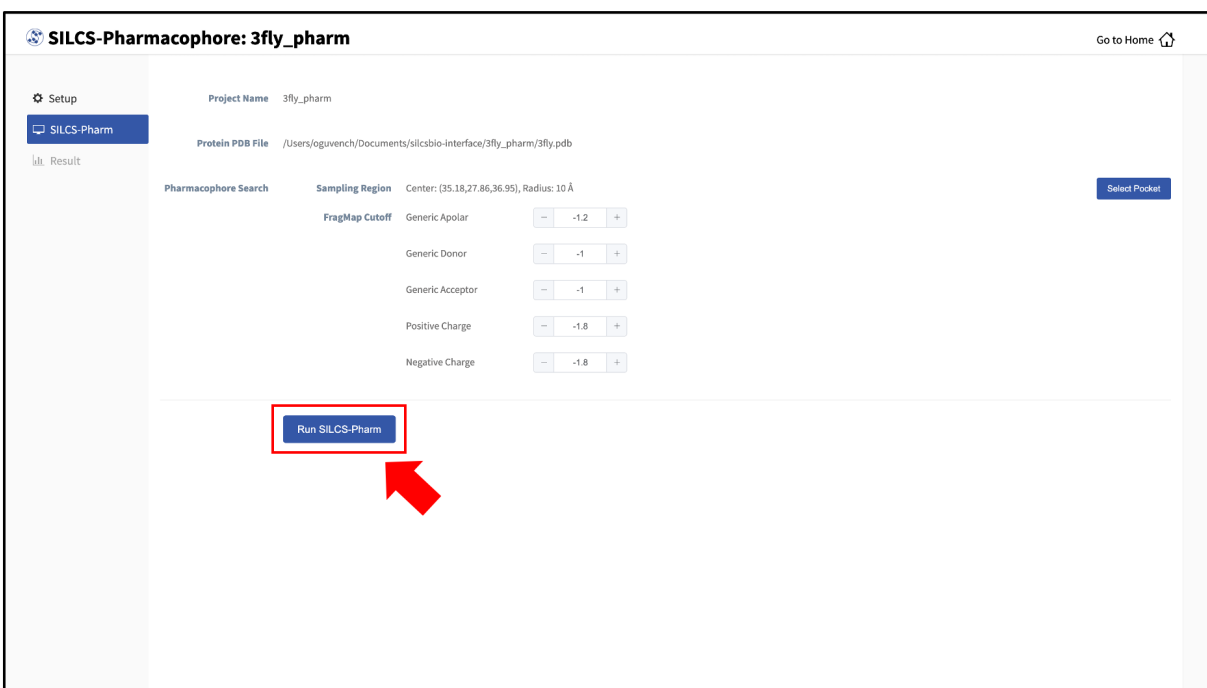 SILCS-Pharmacophore: 3fly_pharm
Go to Home
Setup
SILCS-Pharm
Result
Project Name 3fly_pharm
Protein PDB File /Users/oguvench/Documents/silcsbio-interface/3fly_pharm/3fly.pdb
Pharmacophore Search Sampling Region Center: (35.18,27.86,36.95), Radius: 10 Å Select Pocket
FragMap Cutoff Generic Apolar − -1.2 +
Generic Donor − -1 +
Generic Acceptor − -1 +
Positive Charge − -1.8 +
Negative Charge − -1.8 +
Run SILCS-Pharm